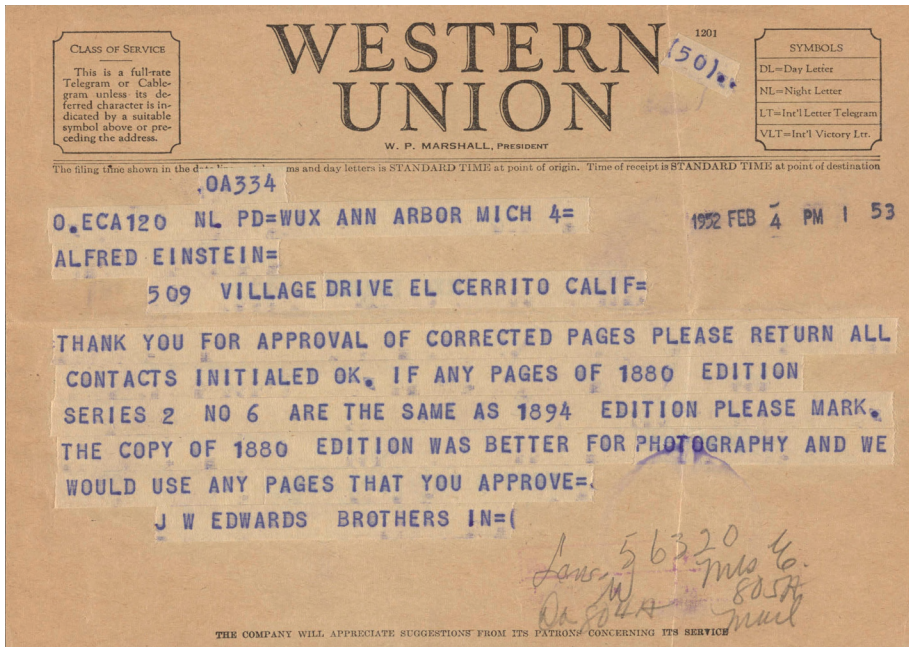 CLASS OF SERVICE
This is a full-rate
Telegram or Cable-
gram unless its de-
ferred character is in-
dicated by a suitable
symbol above or pre-
ceding the address.
WESTERN
UNION
W. P. MARSHALL, PRESIDENT
1201
(50)..
SYMBOLS
DL=Day Letter
NL=Night Letter
LT=Int'l Letter Telegram
VLT=Int'l Victory Ltr.
The filing time shown in the ms and day letters is STANDARD TIME at point of origin. Time of receipt is STANDARD TIME at point of destination
.OA334
O.ECA120 NL PD=WUX ANN ARBOR MICH 4=
1952 FEB 4 PM 1 53
ALFRED EINSTEIN=
509 VILLAGE DRIVE EL CERRITO CALIF=
THANK YOU FOR APPROVAL OF CORRECTED PAGES PLEASE RETURN ALL
CONTACTS INITIALED OK. IF ANY PAGES OF 1880 EDITION
SERIES 2 NO 6 ARE THE SAME AS 1894 EDITION PLEASE MARK.
THE COPY OF 1880 EDITION WAS BETTER FOR PHOTOGRAPHY AND WE
WOULD USE ANY PAGES THAT YOU APPROVE=.
J W EDWARDS BROTHERS IN=(
56320
Mrs E.
805A
Da 804A
mail
THE COMPANY WILL APPRECIATE SUGGESTIONS FROM ITS PATRONS CONCERNING ITS SERVICE